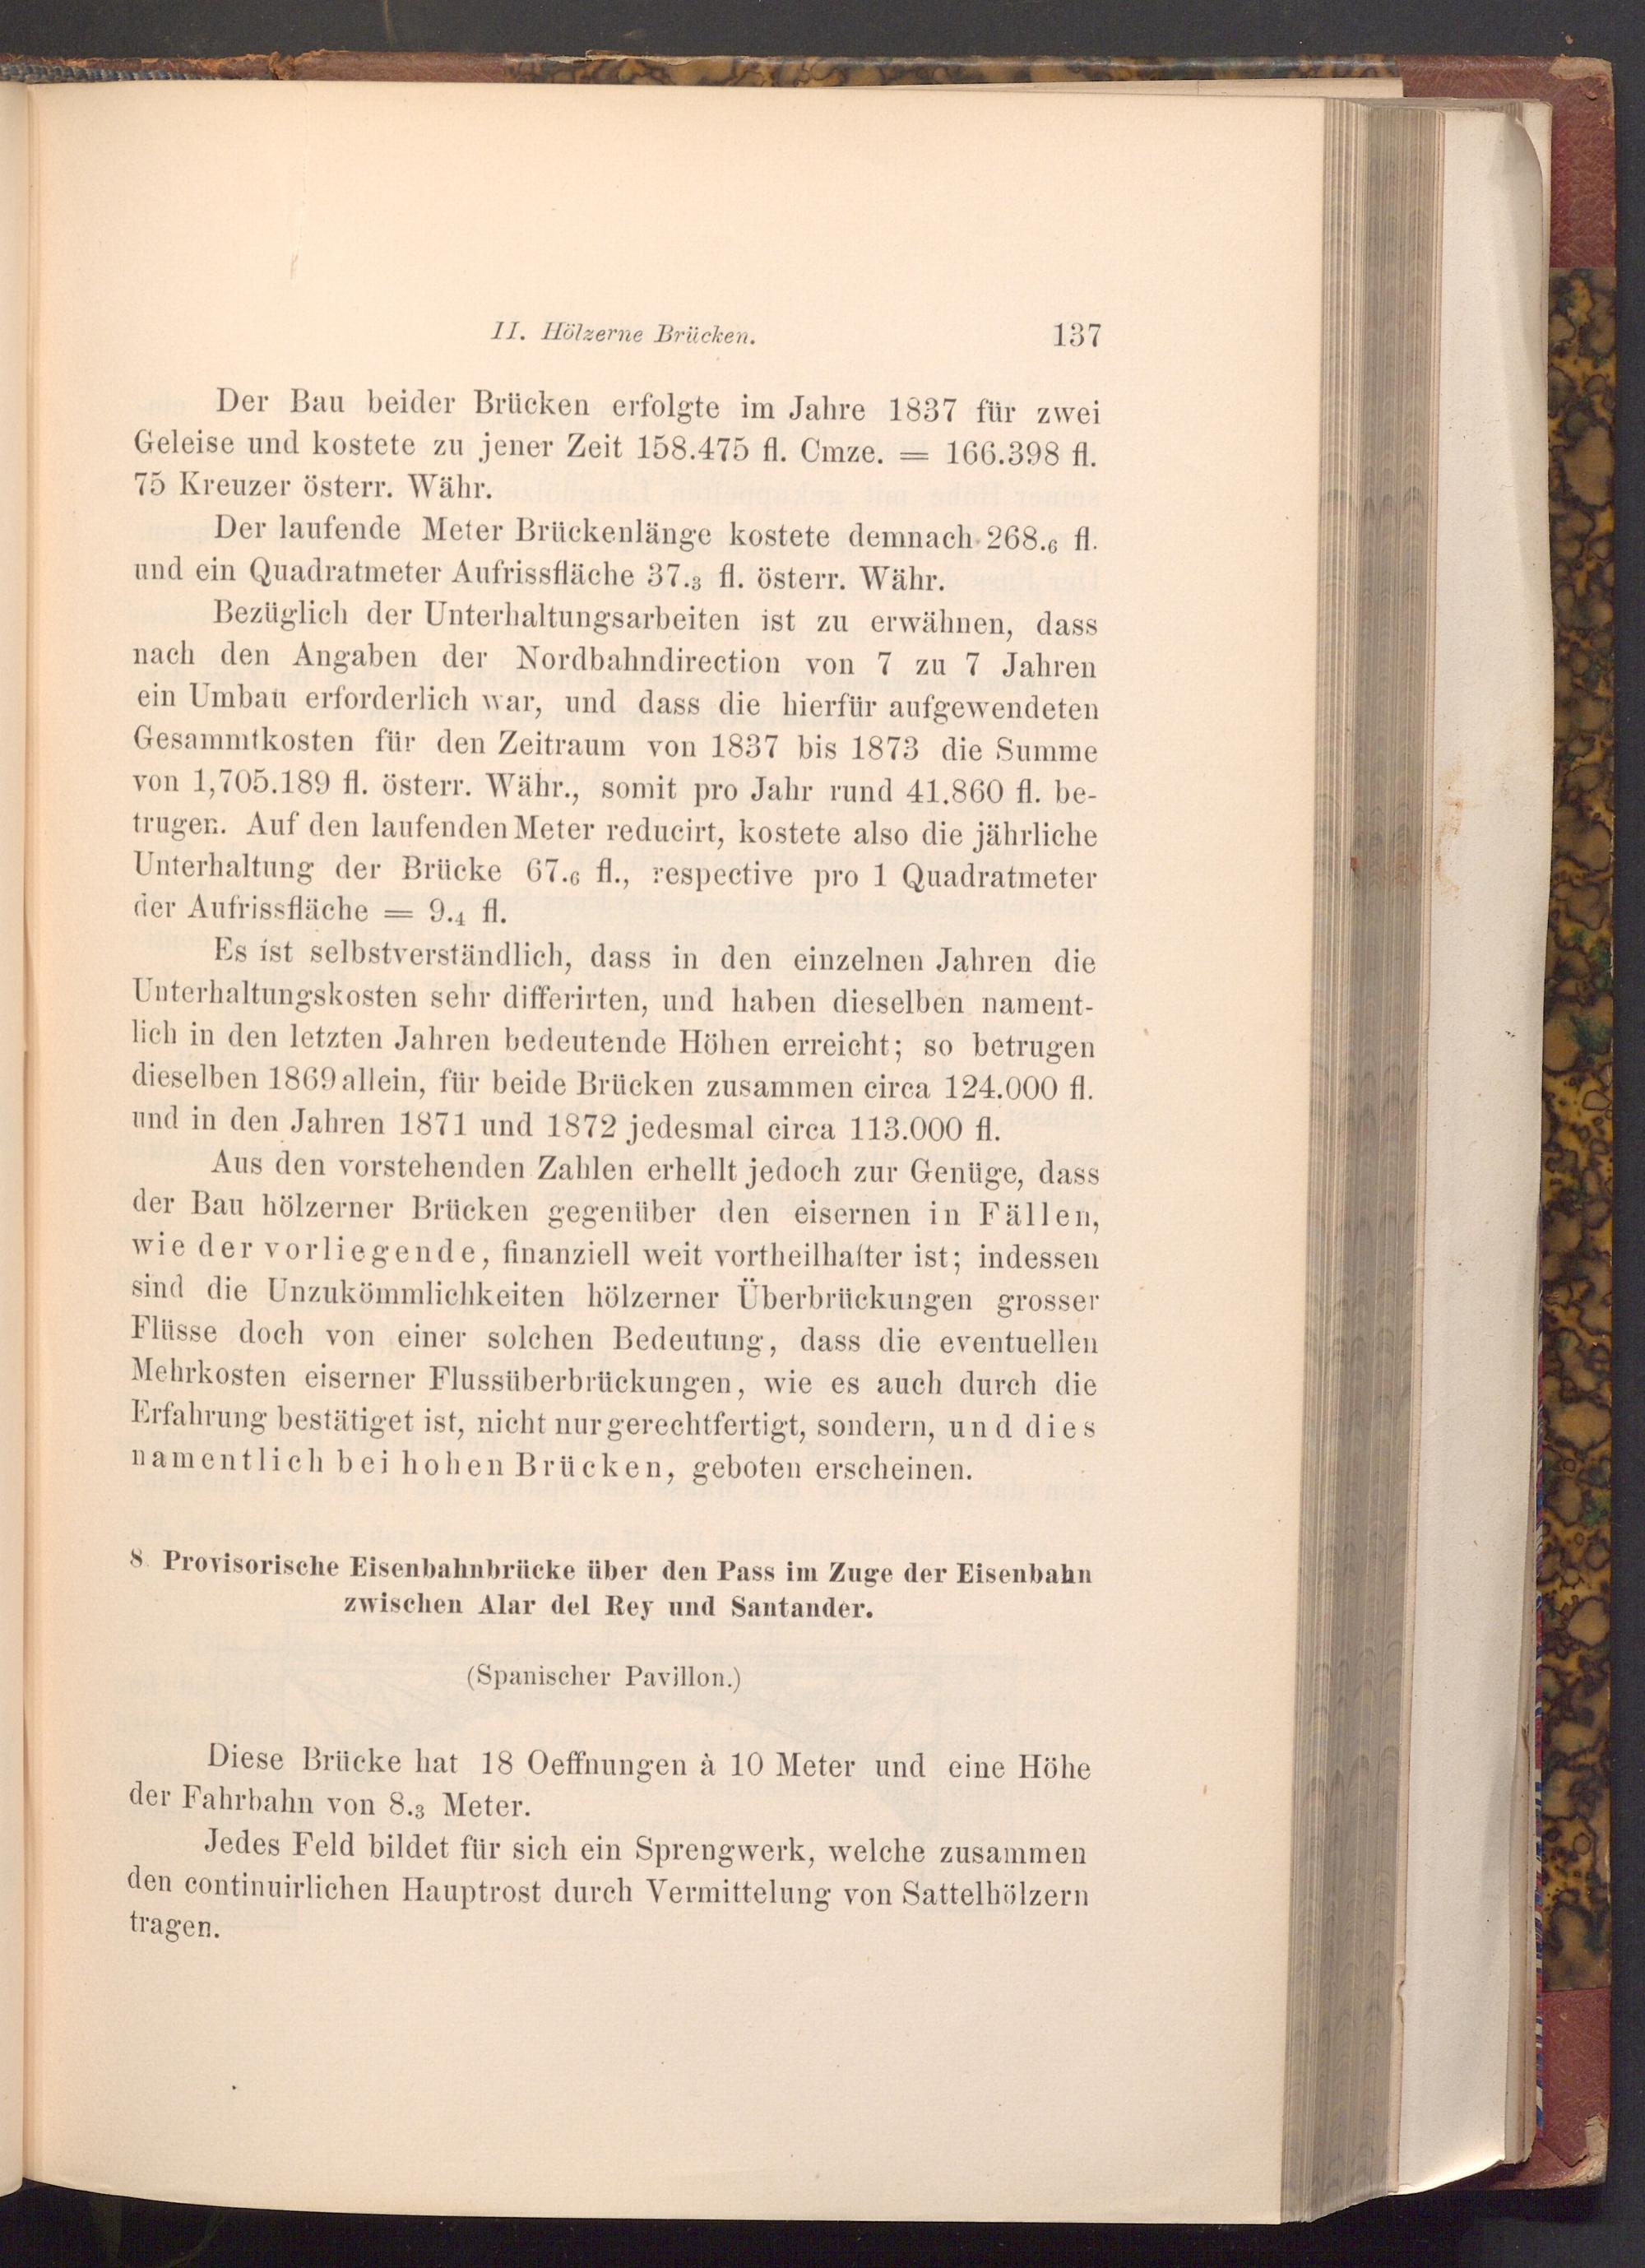 II. Hölzerne Brücken. 137
Der Bau beider Brücken erfolgte im Jahre 1837 für zwei
Geleise und kostete zu jener Zeit 158.475 fl. Cmze. = 166.398 fl.
75 Kreuzer österr. Währ.
Der laufende Meter Brückenlänge kostete demnach 268.6 fl.
und ein Quadratmeter Aufrissfläche 37.3 fl. österr. Währ.
Bezüglich der Unterhaltungsarbeiten ist zu erwähnen, dass
nach den Angaben der Nordbahndirection von 7 zu 7 Jahren
ein Umbau erforderlich war, und dass die hierfür aufgewendeten
Gesammtkosten für den Zeitraum von 1837 bis 1873 die Summe
von 1,705.189 fl. österr. Währ., somit pro Jahr rund 41.860 fl. be-
trugen. Auf den laufenden Meter reducirt, kostete also die jährliche
Unterhaltung der Brücke 67.6 fl., respective pro 1 Quadratmeter
der Aufrissfläche = 9.4 fl.
Es ist selbstverständlich, dass in den einzelnen Jahren die
Unterhaltungskosten sehr differirten, und haben dieselben nament-
lich in den letzten Jahren bedeutende Höhen erreicht; so betrugen
dieselben 1869 allein, für beide Brücken zusammen circa 124.000 fl.
und in den Jahren 1871 und 1872 jedesmal circa 113.000 fl.
Aus den vorstehenden Zahlen erhellt jedoch zur Genüge, dass
der Bau hölzerner Brücken gegenüber den eisernen in Fällen,
wie der vorliegende, finanziell weit vortheilhafter ist; indessen
sind die Unzukömmlichkeiten hölzerner Überbrückungen grosser
Flüsse doch von einer solchen Bedeutung, dass die eventuellen
Mehrkosten eiserner Flussüberbrückungen, wie es auch durch die
Erfahrung bestätiget ist, nicht nur gerechtfertigt, sondern, und dies
namentlich bei hohen Brücken, geboten erscheinen.
8. Provisorische Eisenbahnbrücke über den Pass im Zuge der Eisenbahn
zwischen Alar del Rey und Santander.
(Spanischer Pavillon.)
Diese Brücke hat 18 Oeffnungen à 10 Meter und eine Höhe
der Fahrbahn von 8.3 Meter.
Jedes Feld bildet für sich ein Sprengwerk, welche zusammen
den continuirlichen Hauptrost durch Vermittelung von Sattelhölzern
tragen.